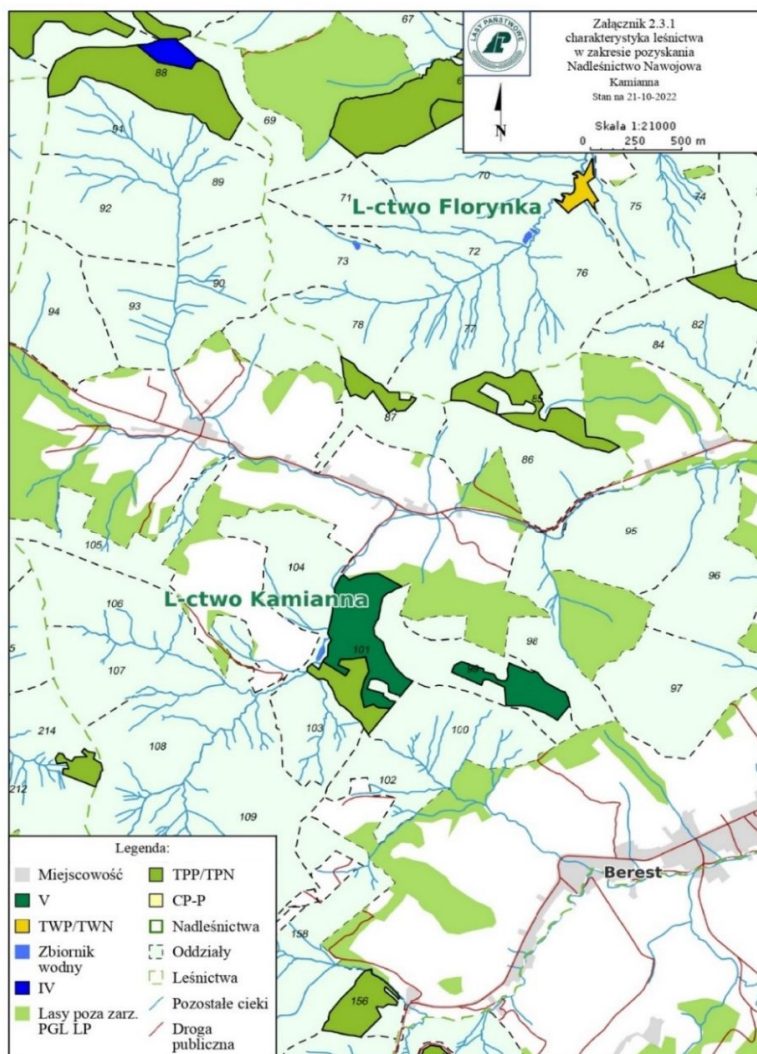 LASY PAŃSTWOWE
Załącznik 2.3.1
charakterystyka leśnictwa
w zakresie pozyskania
Nadleśnictwo Nawojowa
Kamianna
Stan na 21-10-2022
N
Skala 1:21000
0 250 500 m
67
88
69
91
89
92
71
70
75
74
L-ctwo Florynka
73
72
76
90
94
93
78
77
82
84
87
86
95
105
104
96
L-ctwo Kamianna
106
101
98
107
97
103
100
214
108
102
212
109
Berest
158
156
Legenda:
Miejscowość
V
TWP/TWN
Zbiornik
wodny
IV
Lasy poza zarz.
PGL LP
TPP/TPN
CP-P
Nadleśnictwa
Oddziały
Leśnictwa
Pozostałe cieki
Droga
publiczna